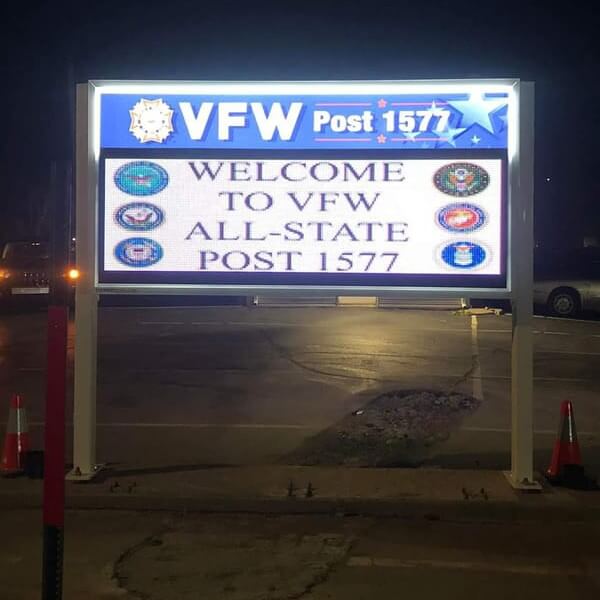 VFW Post 1577
WELCOME
TO VFW
ALL-STATE
POST 1577